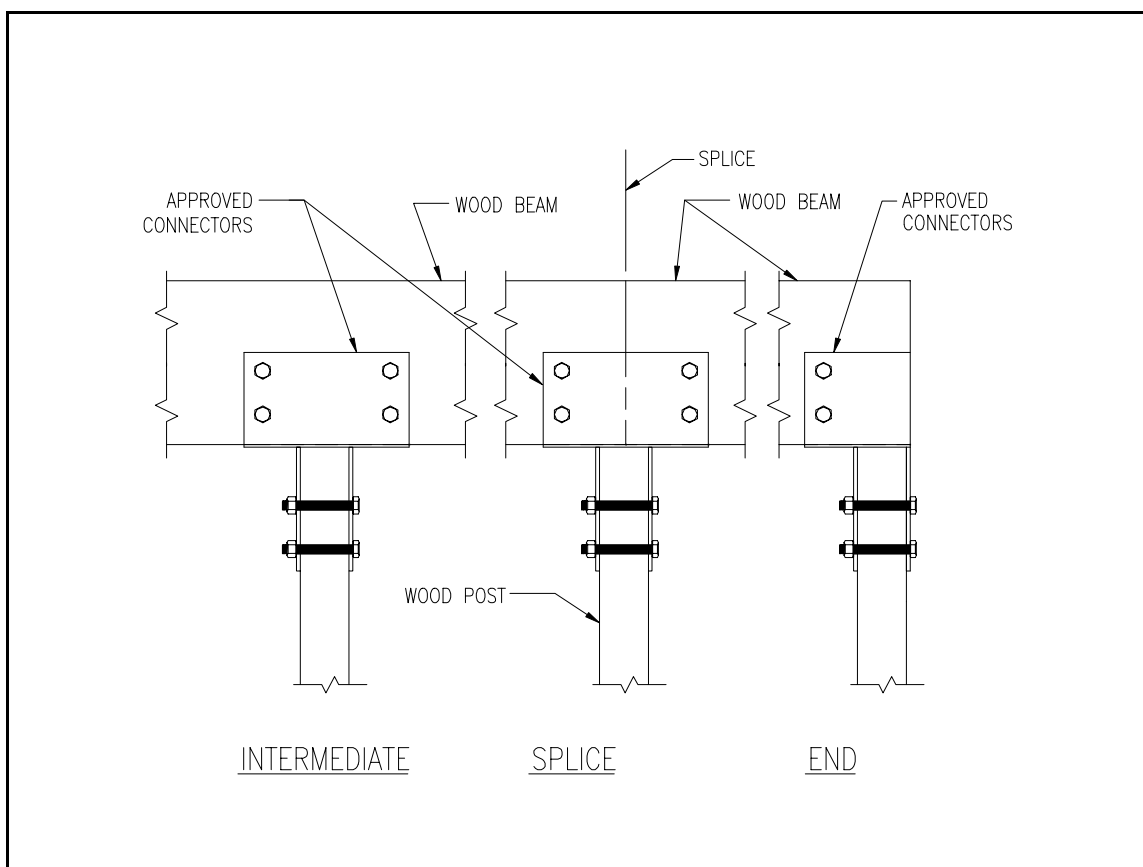 SPLICE
APPROVED
CONNECTORS
WOOD BEAM
WOOD BEAM
APPROVED
CONNECTORS
WOOD POST
INTERMEDIATE
SPLICE
END